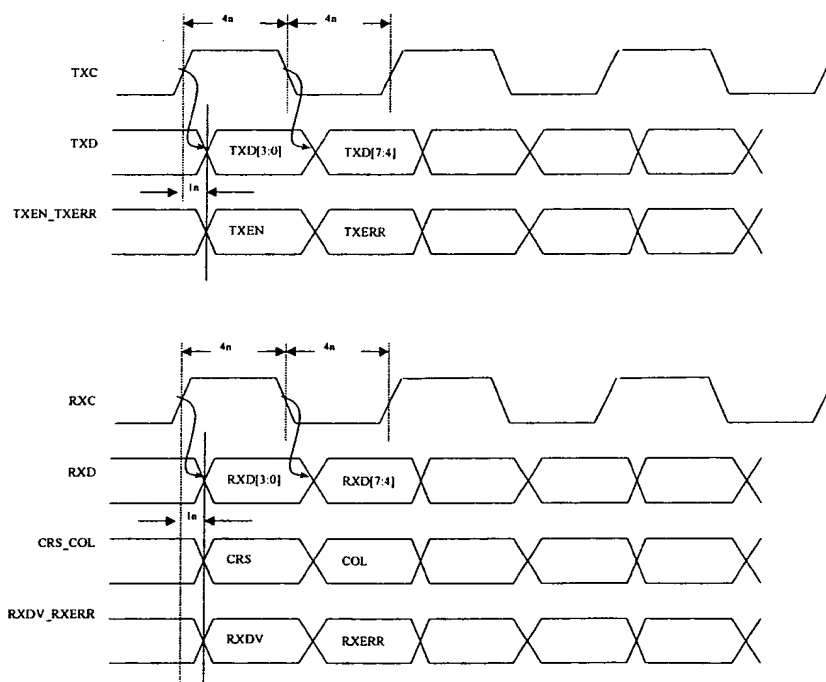 4n 4n
TXC
TXD TXD[3:0] TXD[7:4]
1n
TXEN_TXERR TXEN TXERR
4n 4n
RXC
RXD RXD[3:0] RXD[7:4]
1n
CRS_COL CRS COL
RXDV_RXERR RXDV RXERR